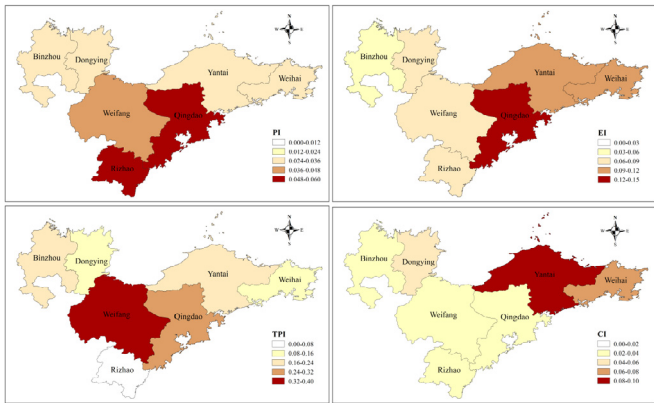 N
W E
S
Binzhou
Dongying
Yantai
Weihai
Weifang
Qingdao
Rizhao
PI
0.000-0.012
0.012-0.024
0.024-0.036
0.036-0.048
0.048-0.060
N
W E
S
Binzhou
Dongying
Yantai
Weihai
Weifang
Qingdao
Rizhao
EI
0.00-0.03
0.03-0.06
0.06-0.09
0.09-0.12
0.12-0.15
N
W E
S
Binzhou
Dongying
Yantai
Weihai
Weifang
Qingdao
Rizhao
TPI
0.00-0.08
0.08-0.16
0.16-0.24
0.24-0.32
0.32-0.40
N
W E
S
Binzhou
Dongying
Yantai
Weihai
Weifang
Qingdao
Rizhao
CI
0.00-0.02
0.02-0.04
0.04-0.06
0.06-0.08
0.08-0.10